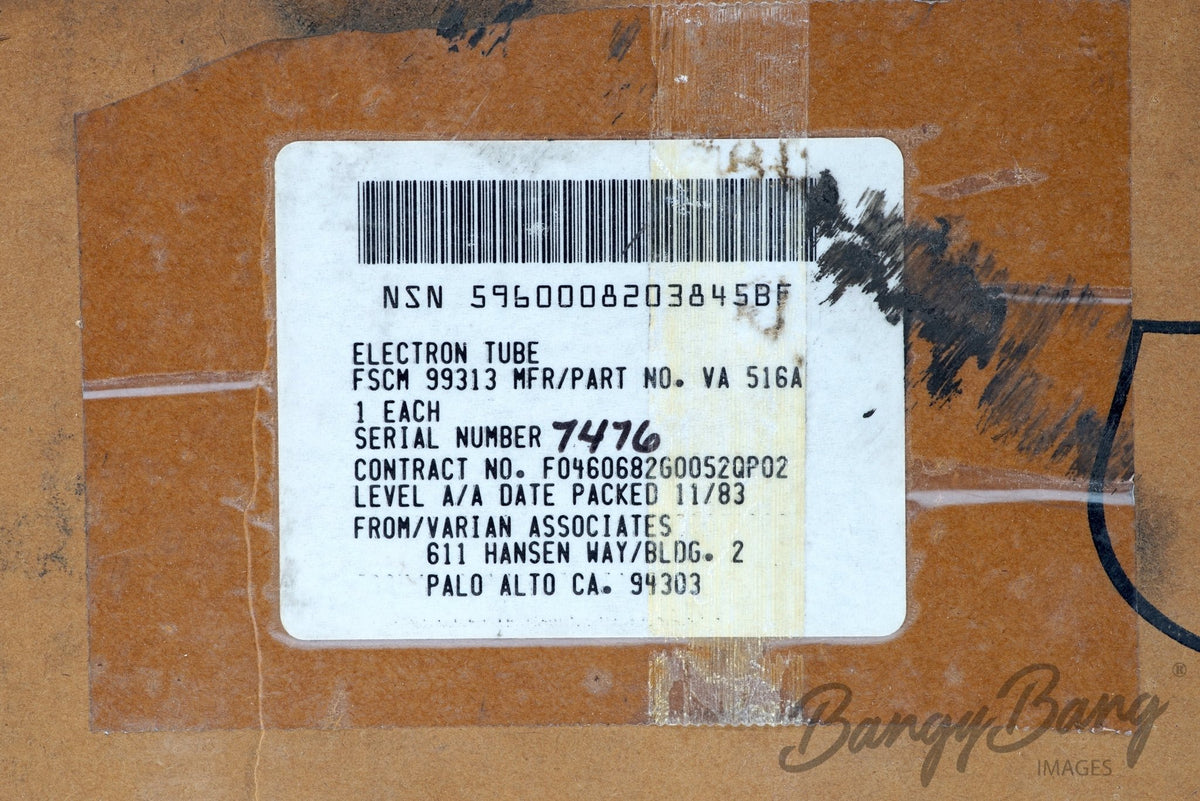 NSN 5960008203845BF
ELECTRON TUBE
FSCM 99313 MFR/PART NO. VA 516A
1 EACH
SERIAL NUMBER 7476
CONTRACT NO. F0460682G0052QP02
LEVEL A/A DATE PACKED 11/83
FROM/VARIAN ASSOCIATES
611 HANSEN WAY/BLDG. 2
PALO ALTO CA. 94303
BangyBang ®
IMAGES